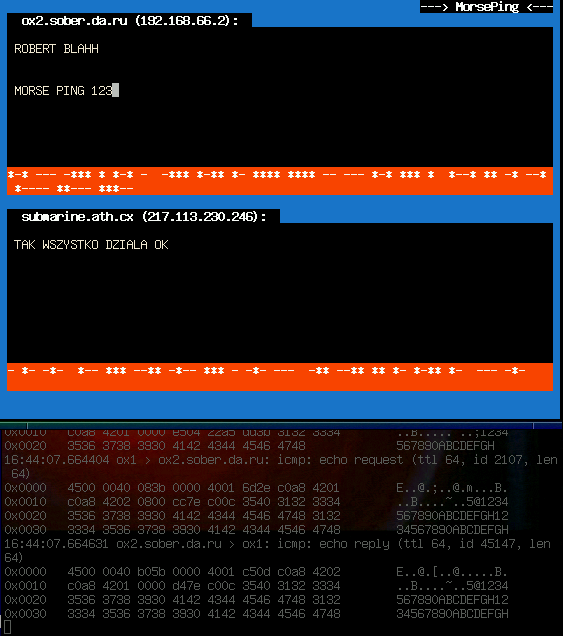 ---> MorsePing <---
ox2.sober.da.ru (192.168.66.2):
ROBERT BLAHH
MORSE PING 123
*-* --- -*** * *-* -  -*** *-** *- **** **** -- --- *-* *** *  *--* ** -* --*
*---- **--- ***--
submarine.ath.cx (217.113.230.246):
TAK WSZYSTKO DZIALA OK
- *- -*-  *-- *** --** -*-- *** - -*- ---  -** --** ** *- *-** *-  --- -*-
0x0010 c0a8 4201 0000 e504 22a5 dd3b 3132 3334 ..B.....".;1234
0x0020 3536 3738 3930 4142 4344 4546 4748 567890ABCDEFGH
16:44:07.664404 ox1 > ox2.sober.da.ru: icmp: echo request (ttl 64, id 2107, len
64)
0x0000 4500 0040 083b 0000 4001 6d2e c0a8 4201 E..@.;..@.m...B.
0x0010 c0a8 4202 0800 cc7e c00c 3540 3132 3334 ..B....~..5@1234
0x0020 3536 3738 3930 4142 4344 4546 4748 3132 567890ABCDEFGH12
0x0030 3334 3536 3738 3930 4142 4344 4546 4748 34567890ABCDEFGH
16:44:07.664631 ox2.sober.da.ru > ox1: icmp: echo reply (ttl 64, id 45147, len
64)
0x0000 4500 0040 b05b 0000 4001 c50d c0a8 4202 E..@.[..@.....B.
0x0010 c0a8 4201 0000 d47e c00c 3540 3132 3334 ..B....~..5@1234
0x0020 3536 3738 3930 4142 4344 4546 4748 3132 567890ABCDEFGH12
0x0030 3334 3536 3738 3930 4142 4344 4546 4748 34567890ABCDEFGH